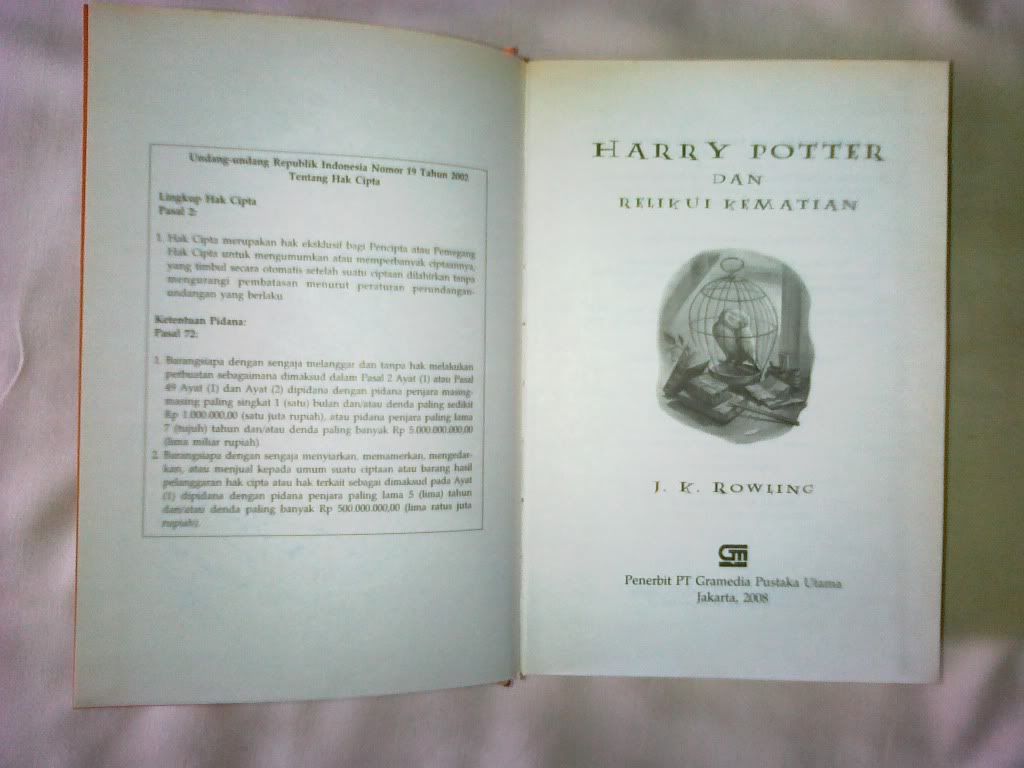 Undang-undang Republik Indonesia Nomor 19 Tahun 2002
Tentang Hak Cipta
Lingkup Hak Cipta
Pasal 2:
1. Hak Cipta merupakan hak eksklusif bagi Pencipta atau Pemegang
Hak Cipta untuk mengumumkan atau memperbanyak ciptaannya,
yang timbul secara otomatis setelah suatu ciptaan dilahirkan tanpa
mengurangi pembatasan menurut peraturan perundang-
undangan yang berlaku
Ketentuan Pidana:
Pasal 72:
1. Barangsiapa dengan sengaja melanggar dan tanpa hak melakukan
perbuatan sebagaimana dimaksud dalam Pasal 2 Ayat (1) atau Pasal
49 Ayat (1) dan Ayat (2) dipidana dengan pidana penjara masing-
masing paling singkat 1 (satu) bulan dan/atau denda paling sedikit
Rp 1.000.000,00 (satu juta rupiah), atau pidana penjara paling lama
7 (tujuh) tahun dan/atau denda paling banyak Rp 5.000.000.000,00
(lima miliar rupiah)
2. Barangsiapa dengan sengaja menyiarkan, memamerkan, mengedar-
kan, atau menjual kepada umum suatu ciptaan atau barang hasil
pelanggaran hak cipta atau hak terkait sebagai dimaksud pada Ayat
(1) dipidana dengan pidana penjara paling lama 5 (lima) tahun
dan/atau denda paling banyak Rp 500.000.000,00 (lima ratus juta
rupiah).
HARRY POTTER
DAN
RELIKUI KEMATIAN
J. K. ROWLING
GM
Penerbit PT Gramedia Pustaka Utama
Jakarta, 2008